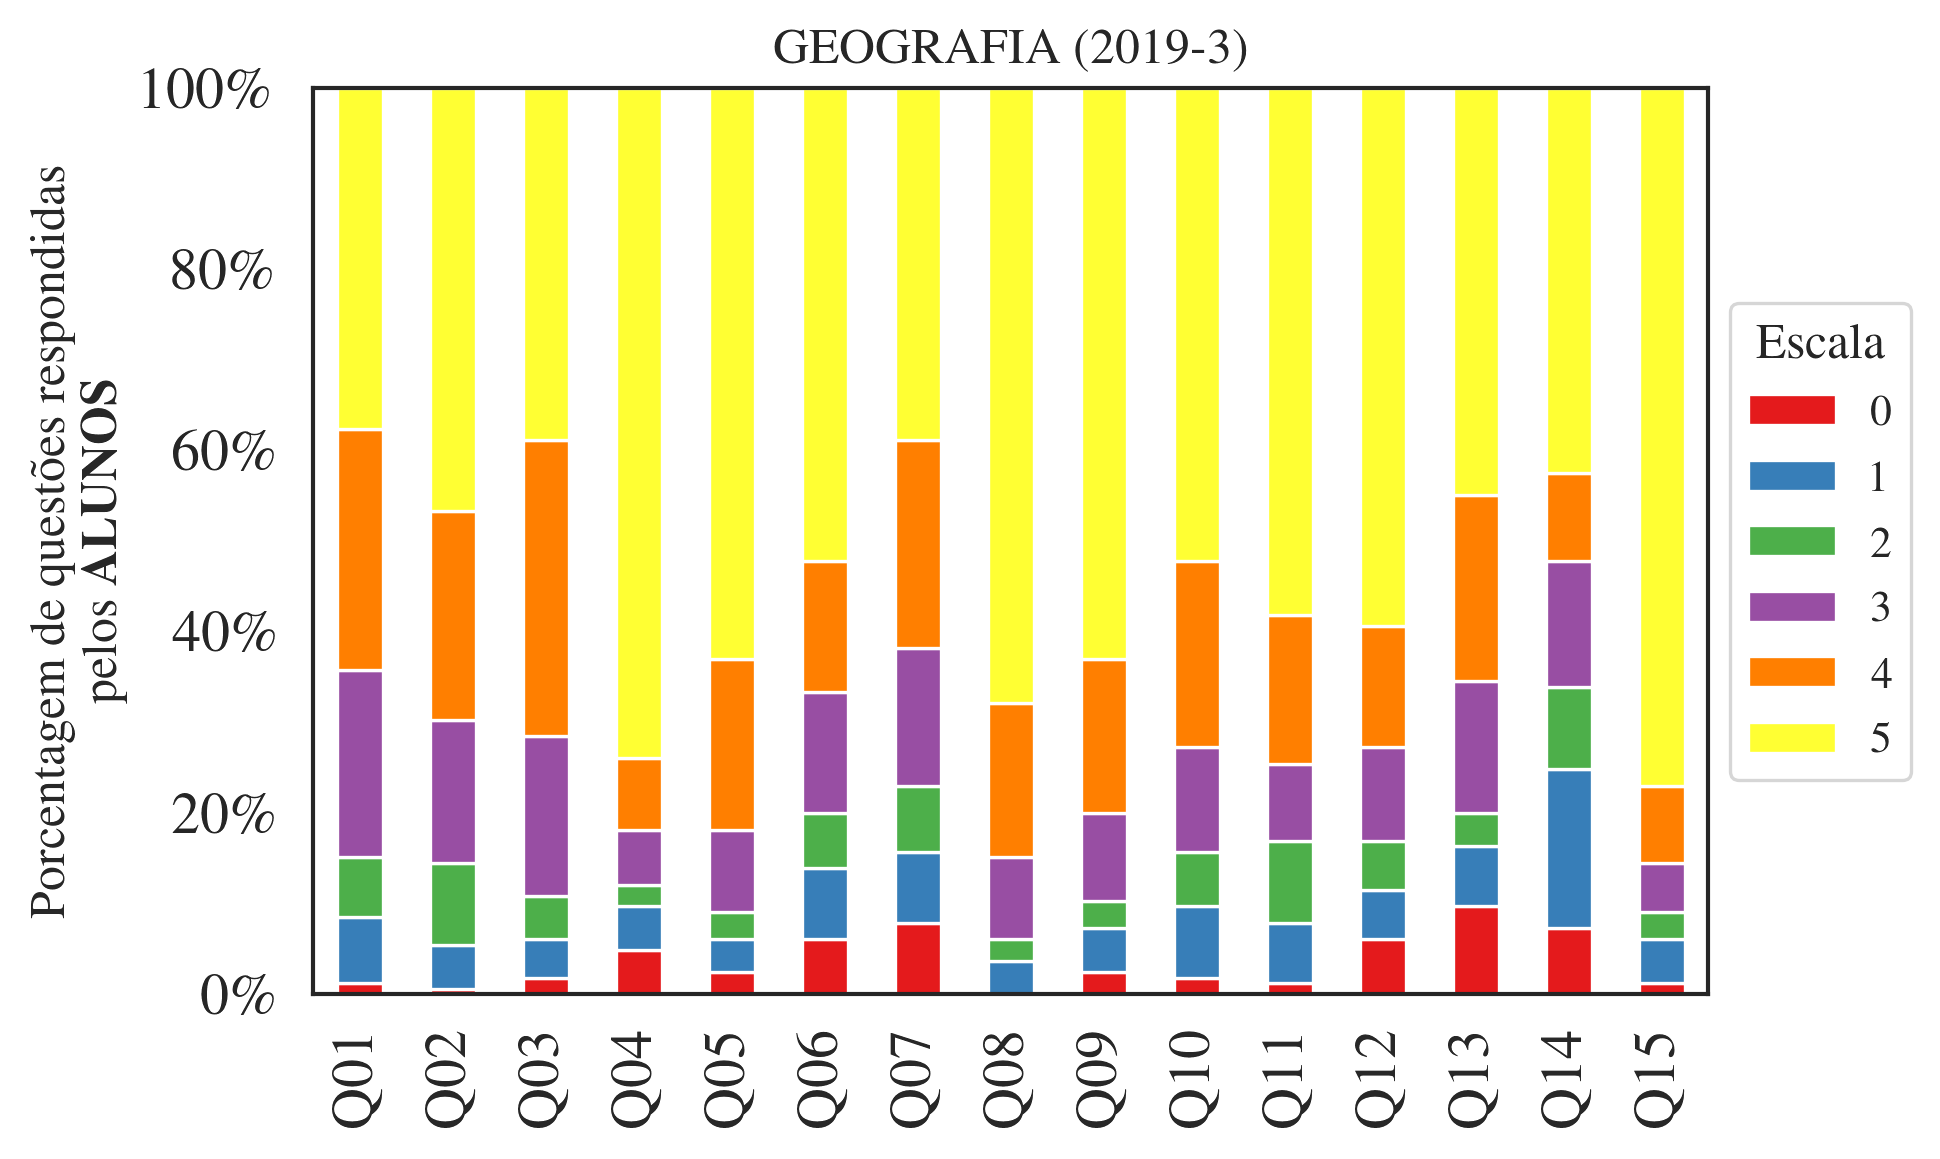 GEOGRAFIA (2019-3)
Porcentagem de questões respondidas
pelos ALUNOS
100%
80%
60%
40%
20%
0%
Q01
Q02
Q03
Q04
Q05
Q06
Q07
Q08
Q09
Q10
Q11
Q12
Q13
Q14
Q15
Escala
0
1
2
3
4
5